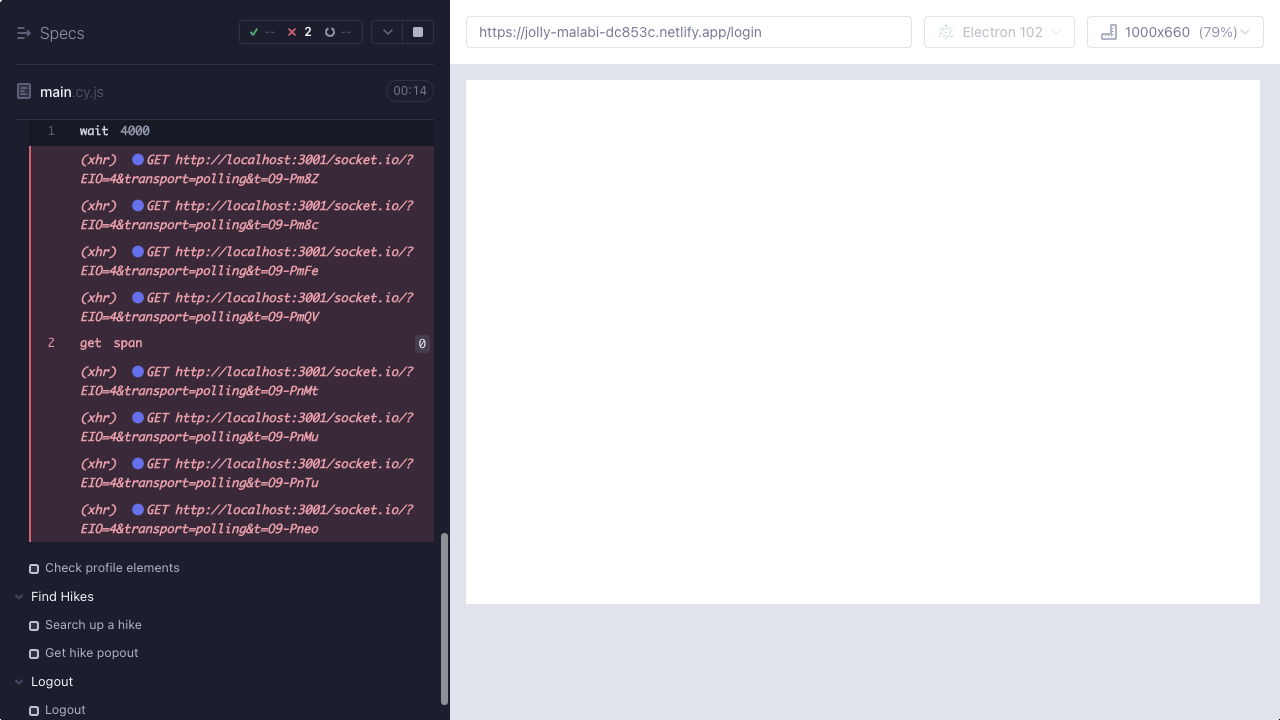 Specs
-- 2 --
main.cy.js 00:14
1 wait 4000
(xhr) GET http://localhost:3001/socket.io/?
EIO=4&transport=polling&t=O9-Pm8Z
(xhr) GET http://localhost:3001/socket.io/?
EIO=4&transport=polling&t=O9-Pm8c
(xhr) GET http://localhost:3001/socket.io/?
EIO=4&transport=polling&t=O9-PmFe
(xhr) GET http://localhost:3001/socket.io/?
EIO=4&transport=polling&t=O9-PmQV
2 get span 0
(xhr) GET http://localhost:3001/socket.io/?
EIO=4&transport=polling&t=O9-PnMt
(xhr) GET http://localhost:3001/socket.io/?
EIO=4&transport=polling&t=O9-PnMu
(xhr) GET http://localhost:3001/socket.io/?
EIO=4&transport=polling&t=O9-PnTu
(xhr) GET http://localhost:3001/socket.io/?
EIO=4&transport=polling&t=O9-Pneo
Check profile elements
Find Hikes
Search up a hike
Get hike popout
Logout
Logout
https://jolly-malabi-dc853c.netlify.app/login
Electron 102
1000x660 (79%)